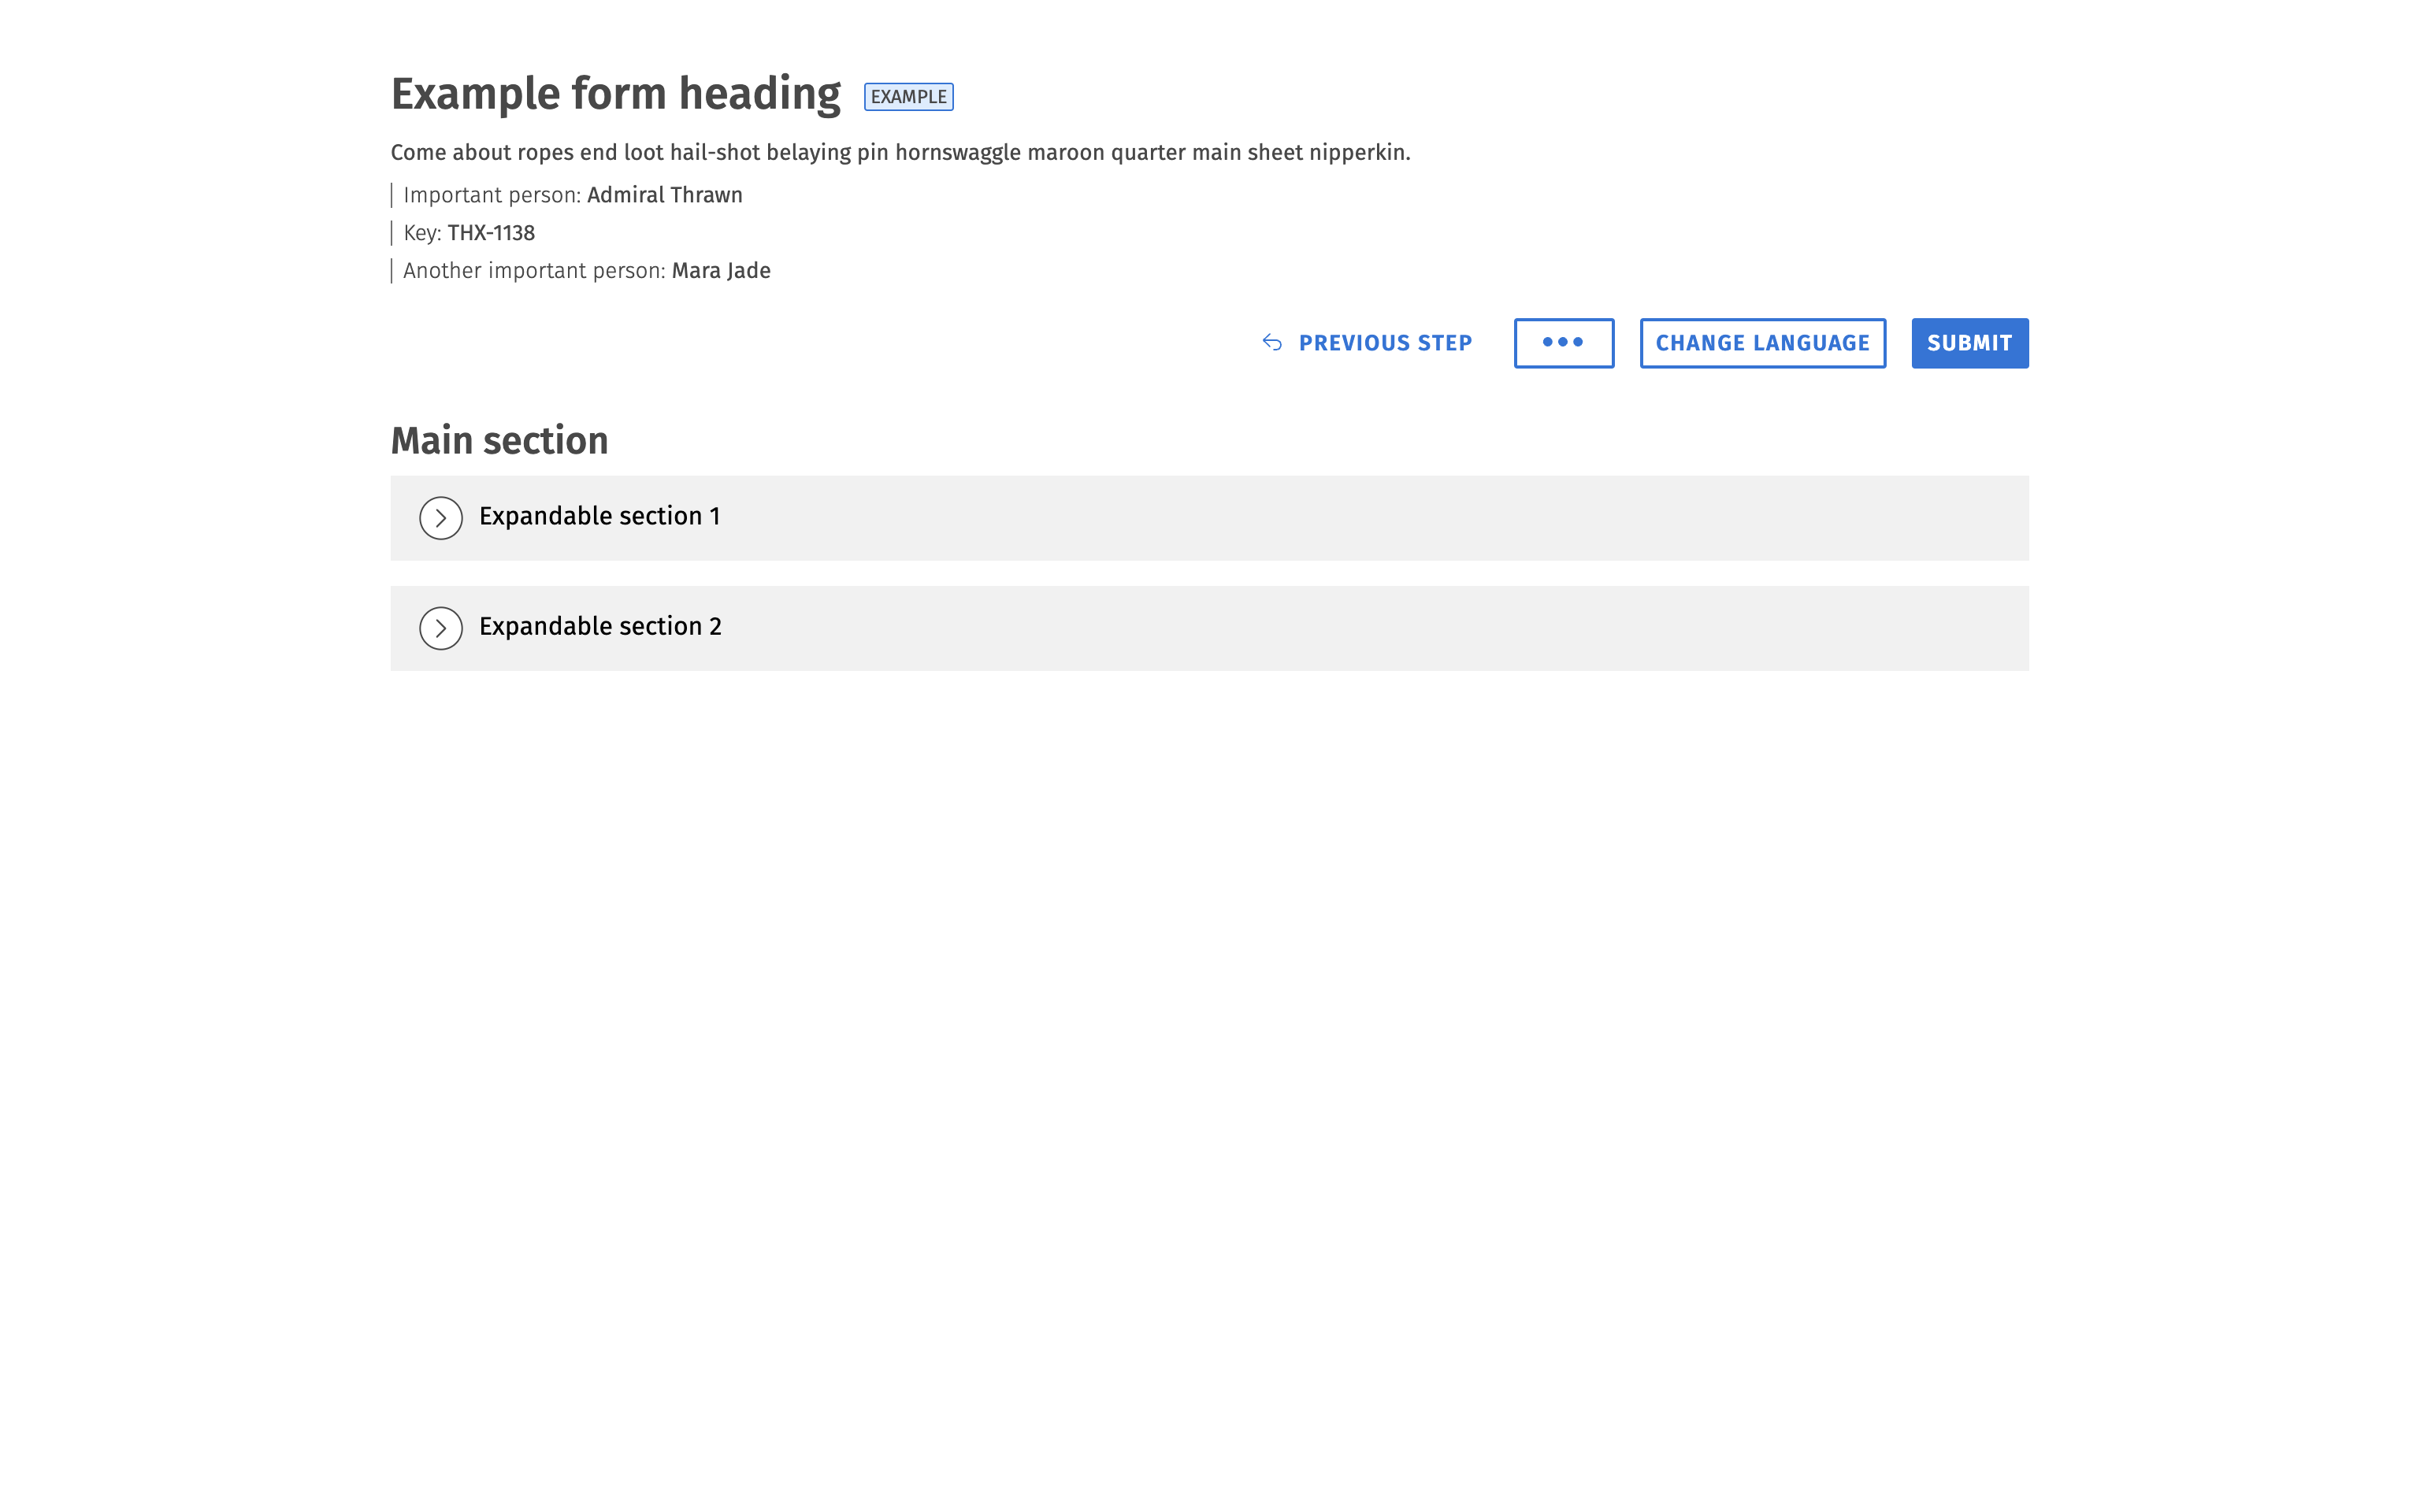 Example form heading EXAMPLE
Come about ropes end loot hail-shot belaying pin hornswaggle maroon quarter main sheet nipperkin.
Important person: Admiral Thrawn
Key: THX-1138
Another important person: Mara Jade
PREVIOUS STEP ••• CHANGE LANGUAGE SUBMIT
Main section
Expandable section 1
Expandable section 2